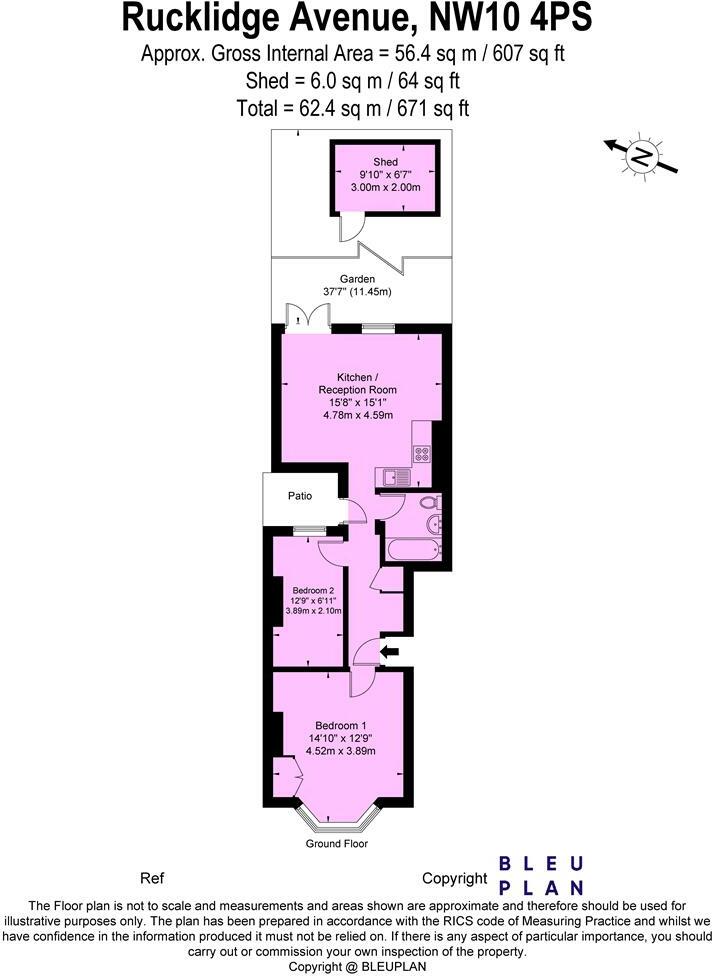 Rucklidge Avenue, NW10 4PS
Approx. Gross Internal Area = 56.4 sq m / 607 sq ft
Shed = 6.0 sq m / 64 sq ft
Total = 62.4 sq m / 671 sq ft
N
Shed
9'10" x 6'7"
3.00m x 2.00m
Garden
37'7" (11.45m)
Kitchen /
Reception Room
15'8" x 15'1"
4.78m x 4.59m
Patio
Bedroom 2
12'9" x 6'11"
3.89m x 2.10m
Bedroom 1
14'10" x 12'9"
4.52m x 3.89m
Ground Floor
Ref
Copyright
BLEU
PLAN
The Floor plan is not to scale and measurements and areas shown are approximate and therefore should be used for
illustrative purposes only. The plan has been prepared in accordance with the RICS code of Measuring Practice and whilst we
have confidence in the information produced it must not be relied on. If there is any aspect of particular importance, you should
carry out or commission your own inspection of the property.
Copyright @ BLEUPLAN